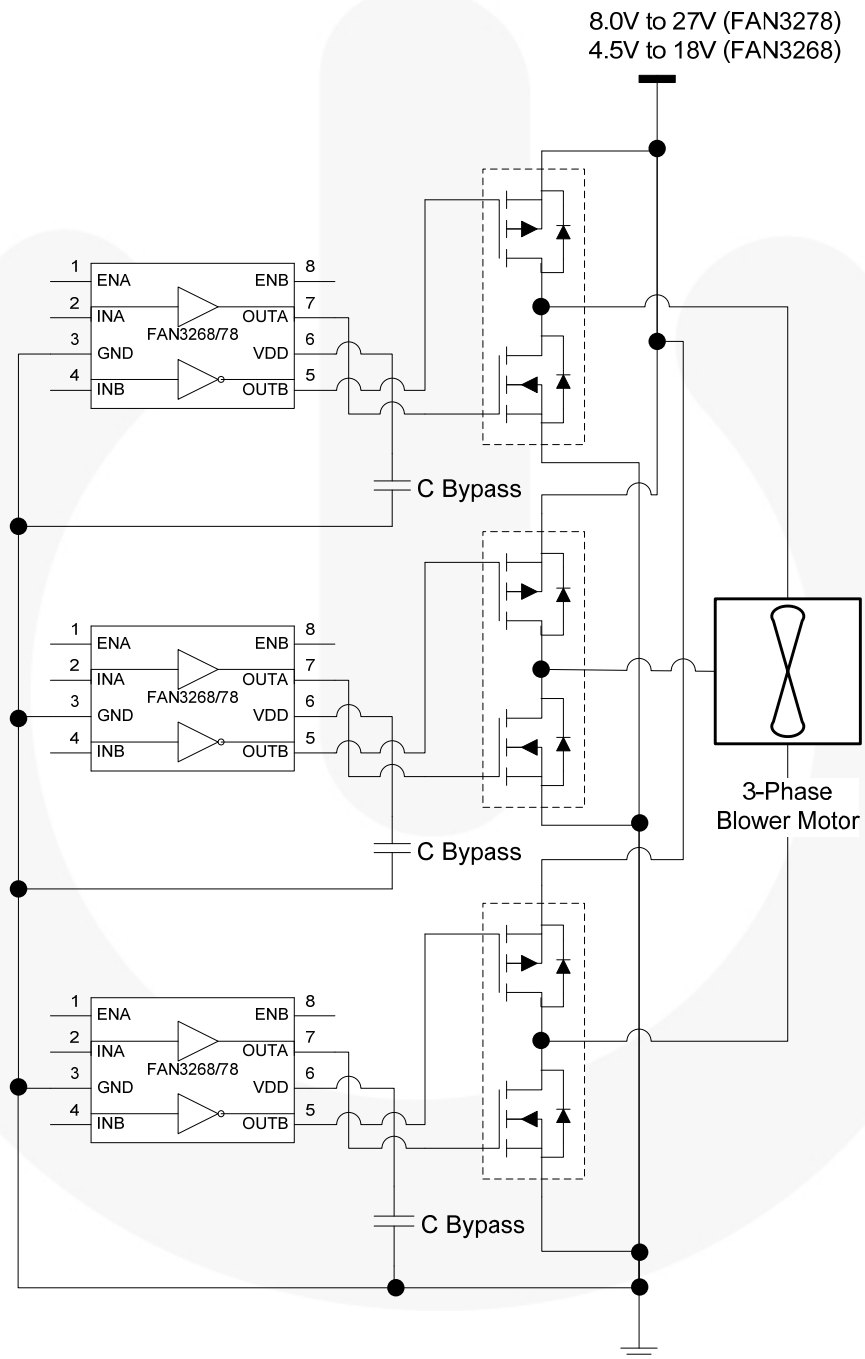 8.0V to 27V (FAN3278)
4.5V to 18V (FAN3268)
1 ENA ENB 8
2 INA OUTA 7
FAN3268/78
3 GND VDD 6
4 INB OUTB 5
C Bypass
1 ENA ENB 8
2 INA OUTA 7
FAN3268/78
3 GND VDD 6
4 INB OUTB 5
3-Phase
Blower Motor
C Bypass
1 ENA ENB 8
2 INA OUTA 7
FAN3268/78
3 GND VDD 6
4 INB OUTB 5
C Bypass